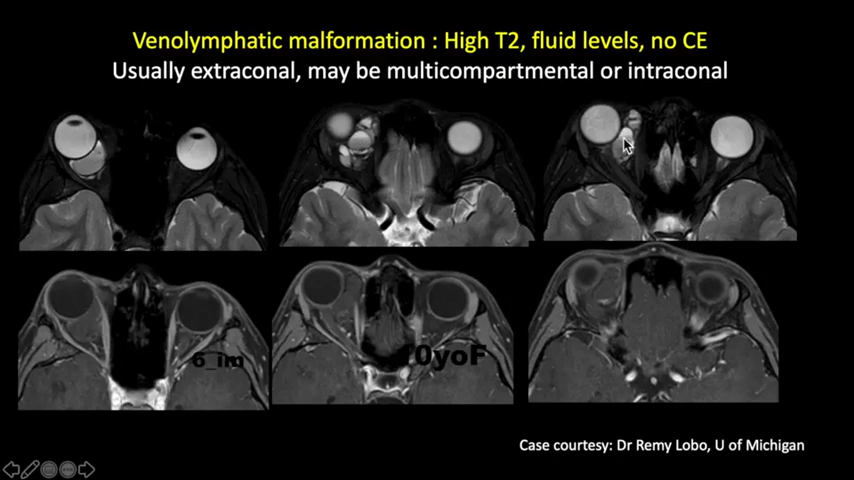 Venolymphatic malformation : High T2, fluid levels, no CE
Usually extraconal, may be multicompartmental or intraconal
6_im
0yoF
Case courtesy: Dr Remy Lobo, U of Michigan